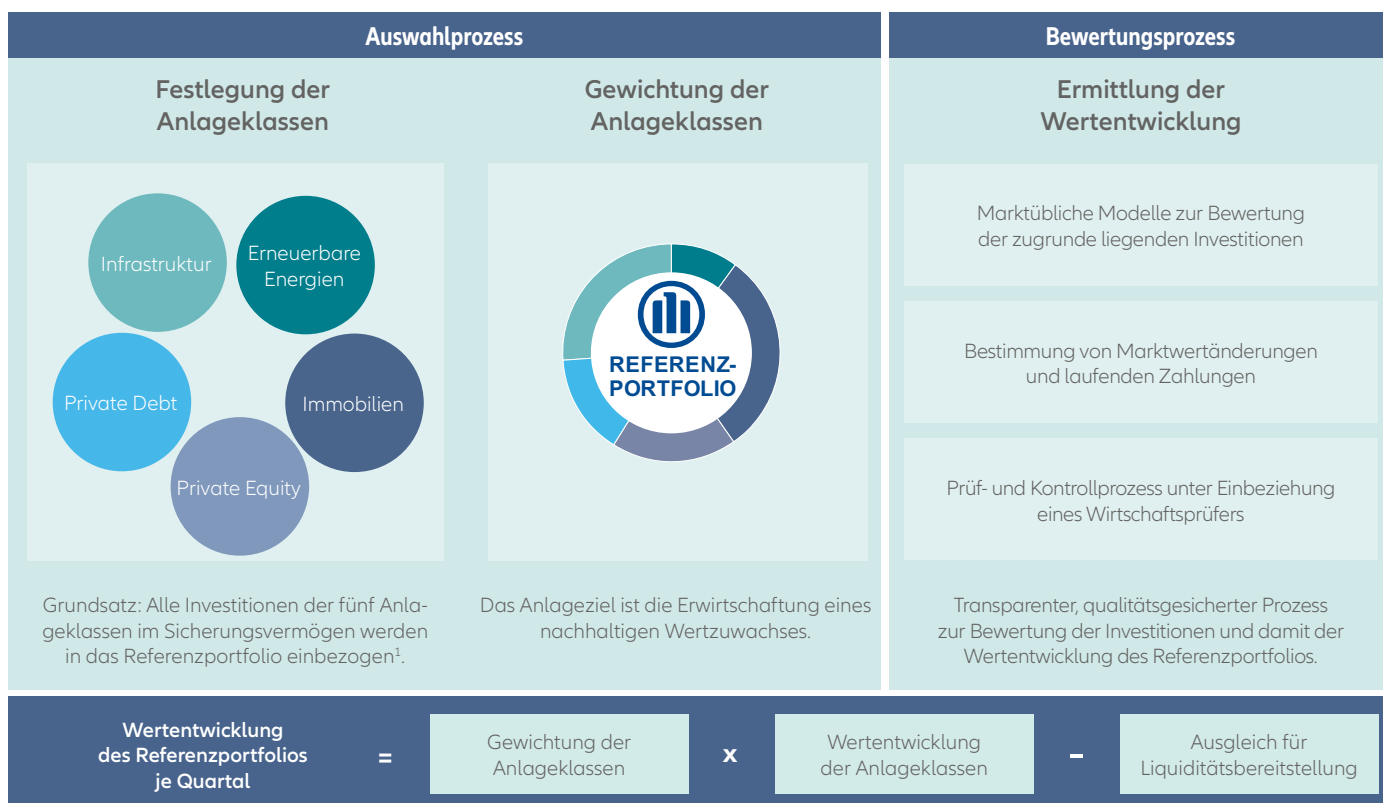 Auswahlprozess
Bewertungsprozess
Festlegung der
Anlageklassen
Infrastruktur
Erneuerbare
Energien
Private Debt
Immobilien
Private Equity
Grundsatz: Alle Investitionen der fünf Anla-
geklassen im Sicherungsvermögen werden
in das Referenzportfolio einbezogen¹.
Gewichtung der
Anlageklassen
REFERENZ-
PORTFOLIO
Das Anlageziel ist die Erwirtschaftung eines
nachhaltigen Wertzuwachses.
Ermittlung der
Wertentwicklung
Marktübliche Modelle zur Bewertung
der zugrunde liegenden Investitionen
Bestimmung von Marktwertänderungen
und laufenden Zahlungen
Prüf- und Kontrollprozess unter Einbeziehung
eines Wirtschaftsprüfers
Transparenter, qualitätsgesicherter Prozess
zur Bewertung der Investitionen und damit der
Wertentwicklung des Referenzportfolios.
Wertentwicklung
des Referenzportfolios
je Quartal
=
Gewichtung der
Anlageklassen
x
Wertentwicklung
der Anlageklassen
–
Ausgleich für
Liquiditätsbereitstellung